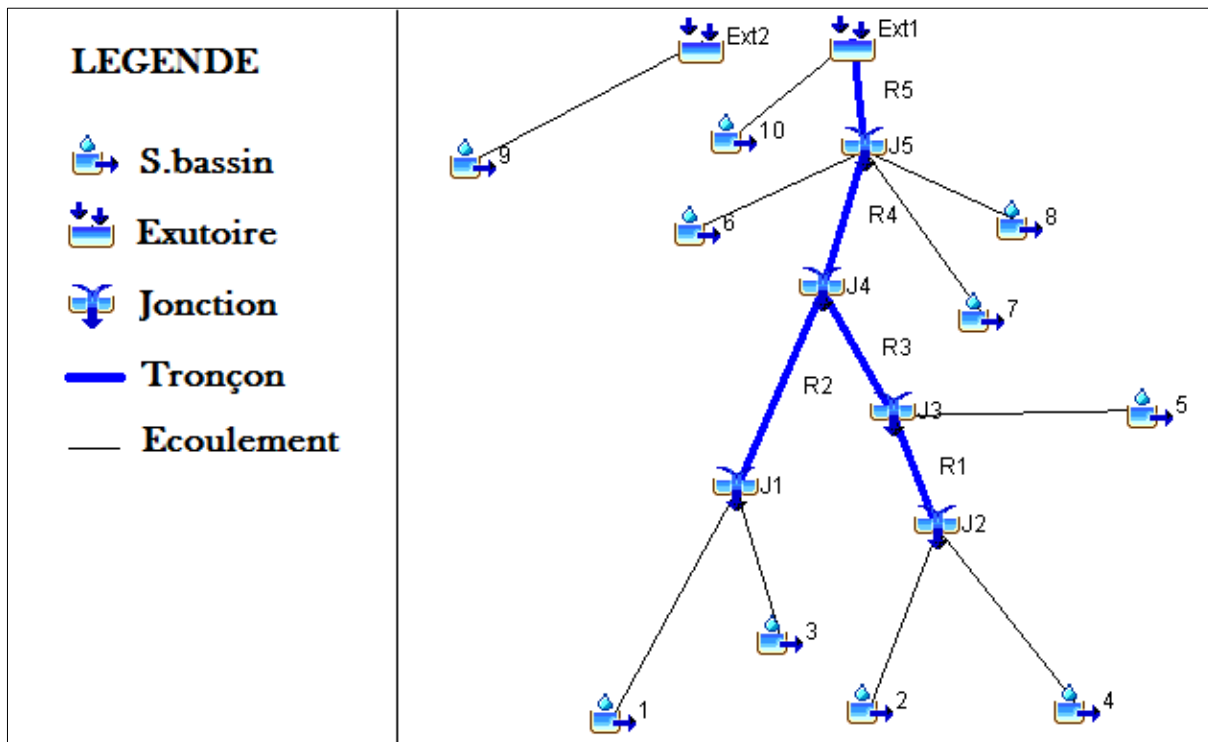 LEGENDE
S.bassin
Exutoire
Jonction
Tronçon
Ecoulement
Ext2
Ext1
R5
10
J5
9
6
R4
8
J4
7
R3
R2
J3
5
R1
J1
J2
3
1
2
4